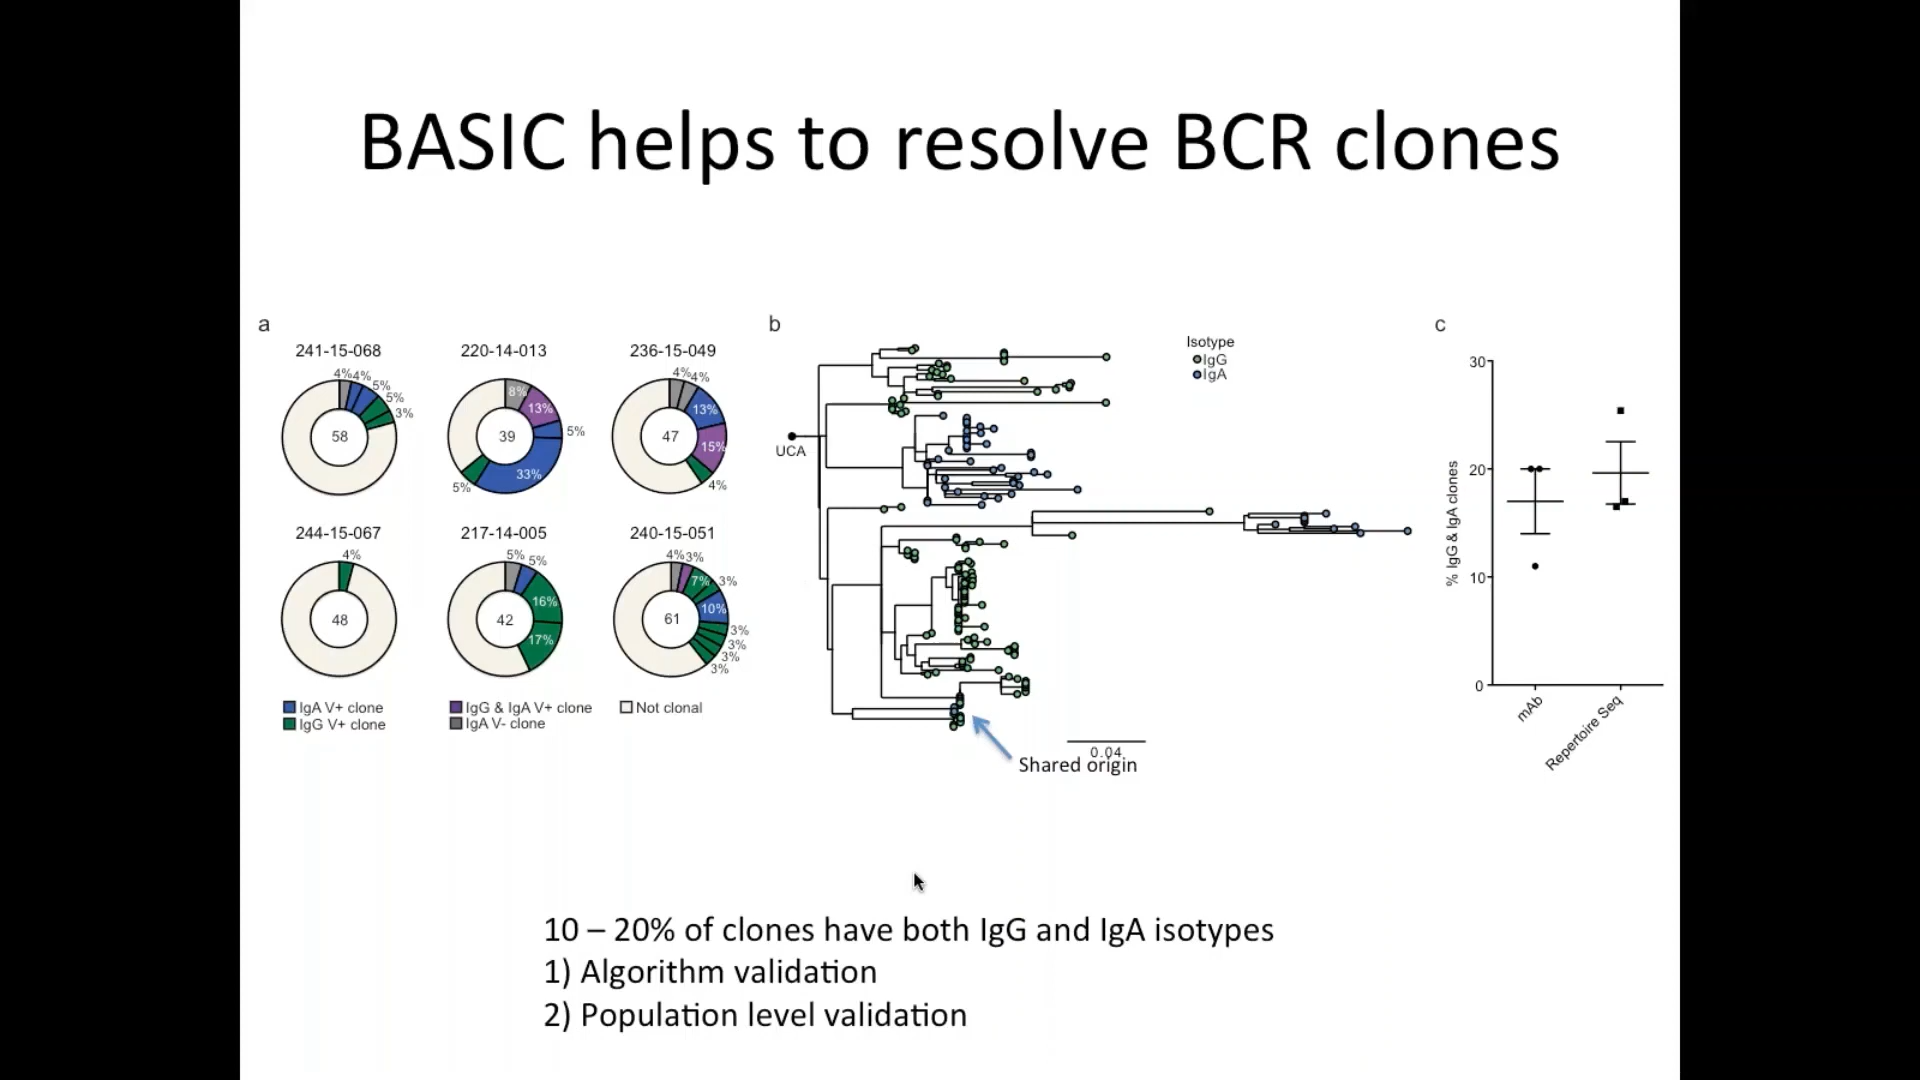 BASIC helps to resolve BCR clones
a
241-15-068
4%
4%
5%
5%
3%
58
220-14-013
8%
13%
5%
33%
5%
39
236-15-049
4%
4%
13%
15%
4%
47
244-15-067
4%
48
217-14-005
5%
5%
16%
17%
42
240-15-051
4%
3%
7%
3%
10%
3%
3%
3%
3%
61
IgA V+ clone
IgG V+ clone
IgG & IgA V+ clone
IgA V- clone
Not clonal
b
Isotype
IgG
IgA
UCA
0.04
Shared origin
c
% IgG & IgA clones
30
20
10
0
mAb
Repertoire Seq
10 – 20% of clones have both IgG and IgA isotypes
1) Algorithm validation
2) Population level validation